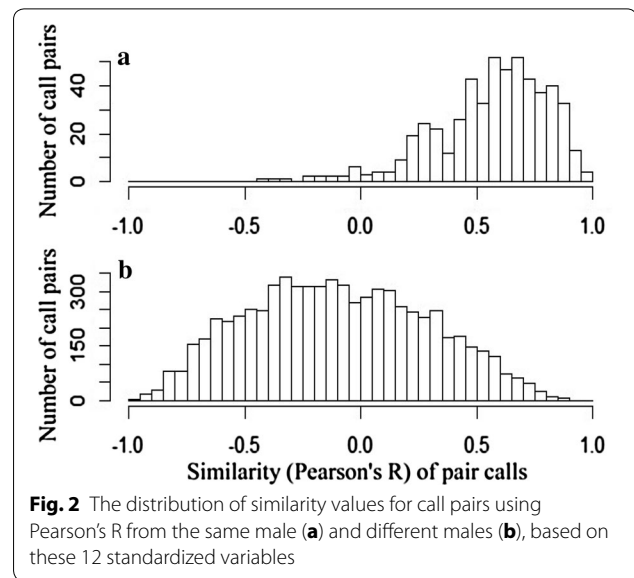 a
Number of call pairs
40
20
0
-1.0 -0.5 0.0 0.5 1.0
b
Number of call pairs
300
150
0
-1.0 -0.5 0.0 0.5 1.0
Similarity (Pearson's R) of pair calls
Fig. 2 The distribution of similarity values for call pairs using
Pearson’s R from the same male (a) and different males (b), based on
these 12 standardized variables